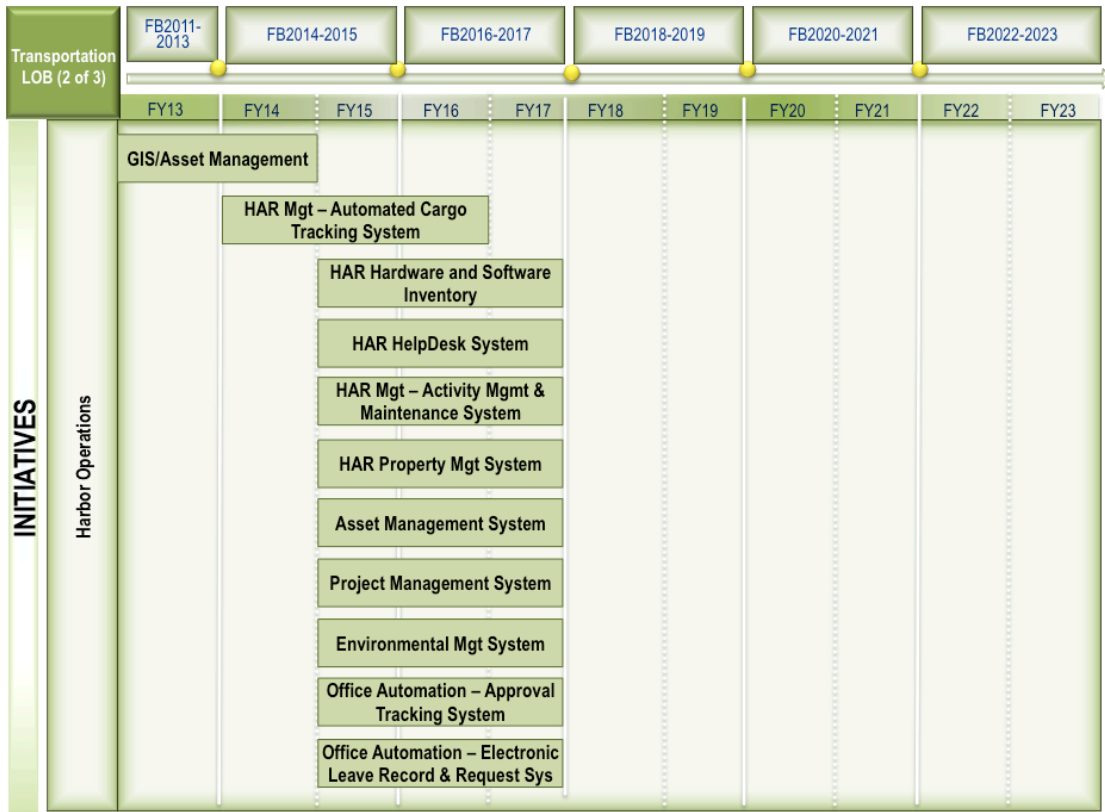 Transportation
LOB (2 of 3)
FB2011-
2013
FB2014-2015
FB2016-2017
FB2018-2019
FB2020-2021
FB2022-2023
FY13
FY14
FY15
FY16
FY17
FY18
FY19
FY20
FY21
FY22
FY23
INITIATIVES
Harbor Operations
GIS/Asset Management
HAR Mgt – Automated Cargo
Tracking System
HAR Hardware and Software
Inventory
HAR HelpDesk System
HAR Mgt – Activity Mgmt &
Maintenance System
HAR Property Mgt System
Asset Management System
Project Management System
Environmental Mgt System
Office Automation – Approval
Tracking System
Office Automation – Electronic
Leave Record & Request Sys